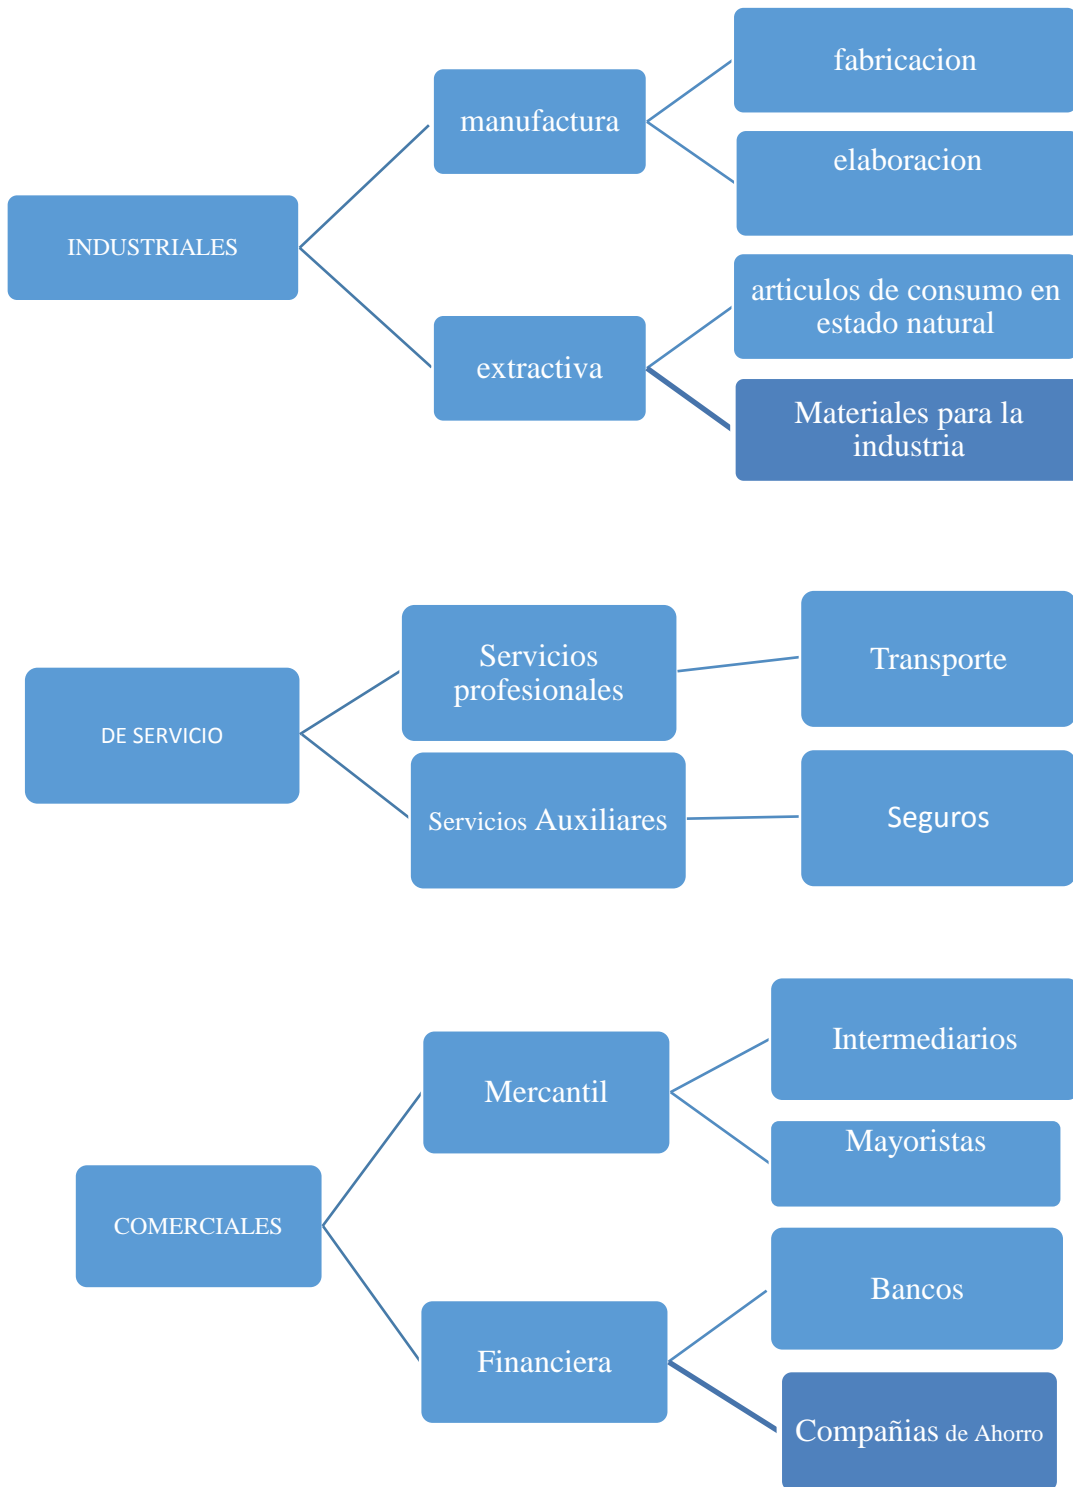 INDUSTRIALES
manufactura
fabricacion
elaboracion
extractiva
articulos de consumo en
estado natural
Materiales para la
industria
DE SERVICIO
Servicios
profesionales
Transporte
Servicios Auxiliares
Seguros
COMERCIALES
Mercantil
Intermediarios
Mayoristas
Financiera
Bancos
Compañias de Ahorro